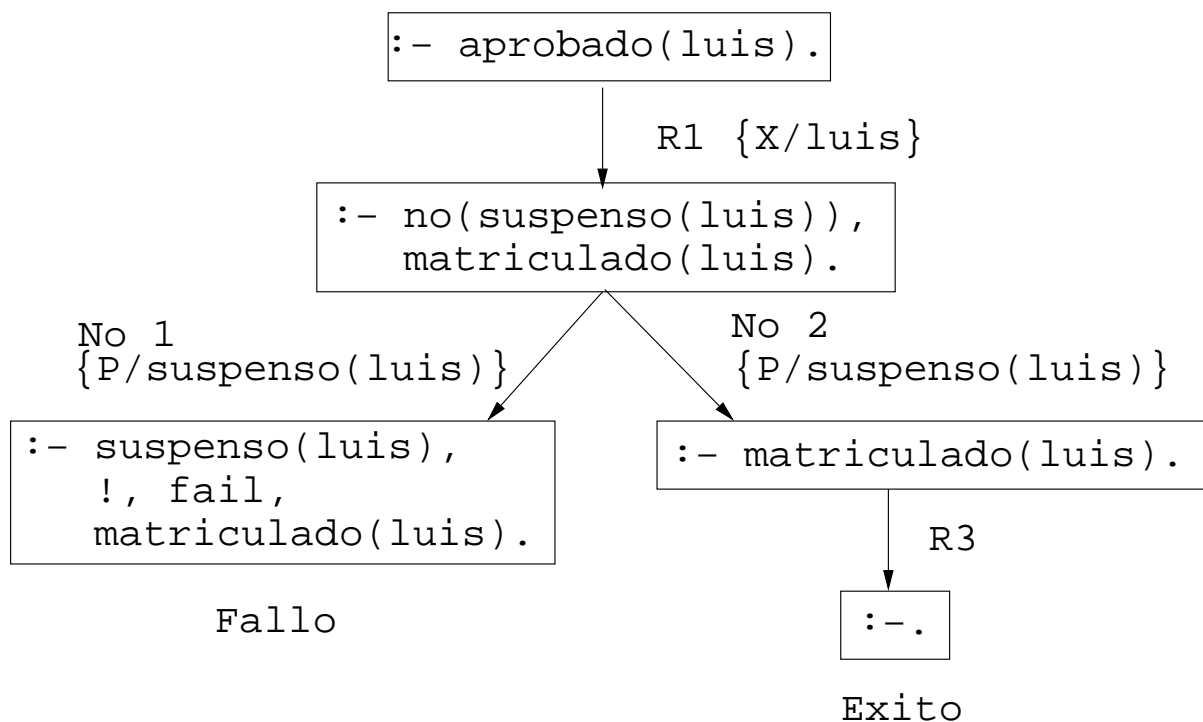 :- aprobado(luis).
R1 {X/luis}
:- no(suspenso(luis)),
matriculado(luis).
No 1
{P/suspenso(luis)}
No 2
{P/suspenso(luis)}
:- suspenso(luis),
!, fail,
matriculado(luis).
:- matriculado(luis).
R3
Fallo
:-.
Exito